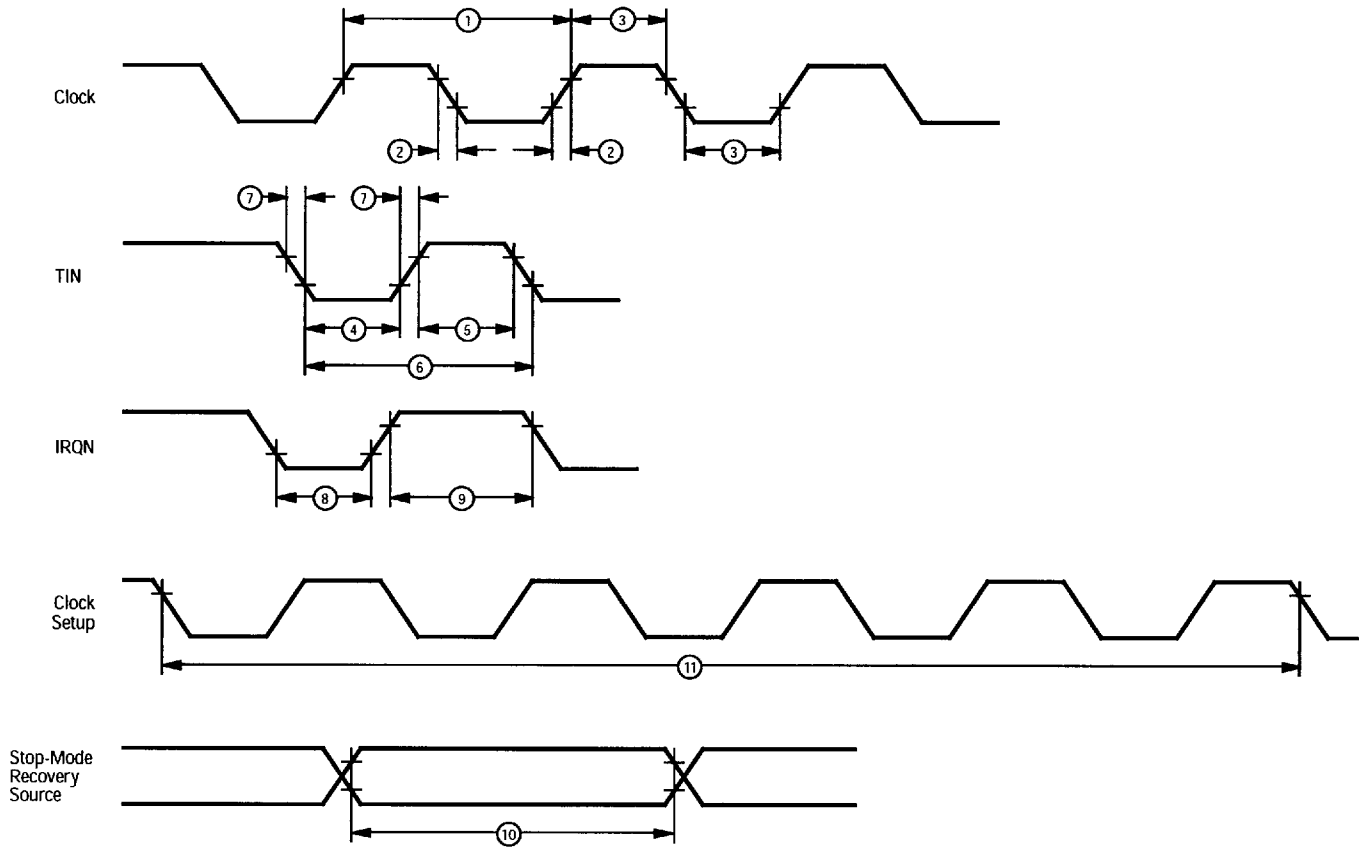 1 3
Clock
2 2 3
7 7
TIN
4 5
6
IRQN
8 9
Clock
Setup
11
Stop-Mode
Recovery
Source
10